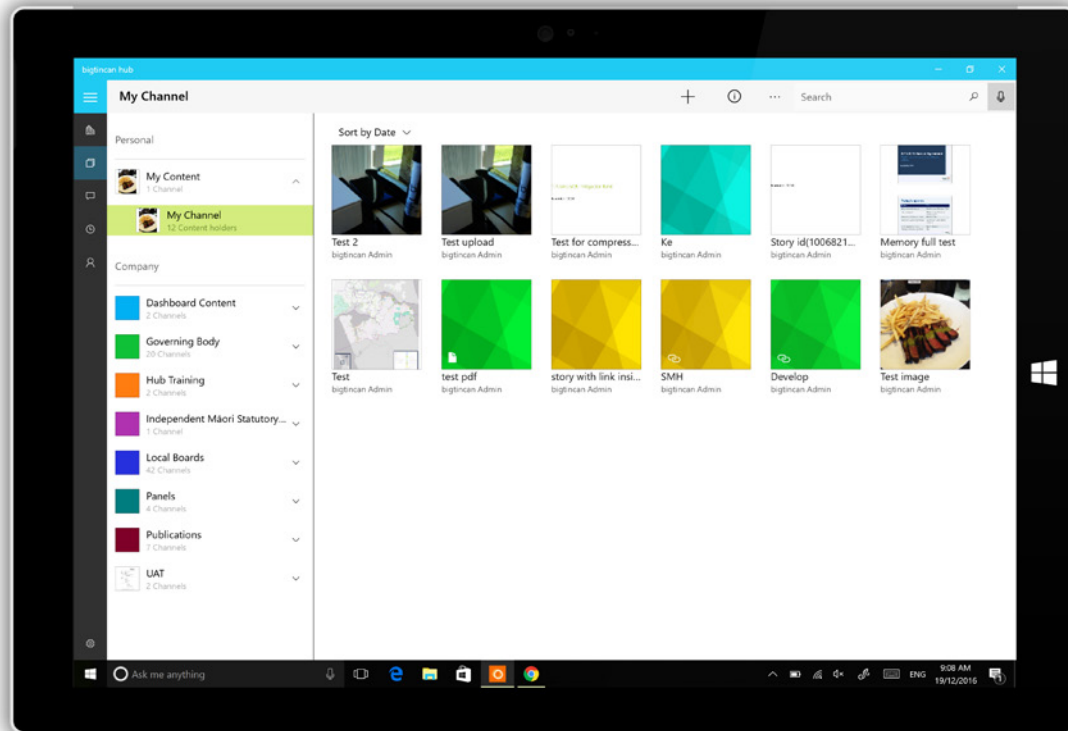 bigtincan hub
My Channel
Search
Personal
My Content
1 Channel
My Channel
12 Content holders
Company
Dashboard Content
2 Channels
Governing Body
20 Channels
Hub Training
2 Channels
Independent Māori Statutory...
1 Channel
Local Boards
42 Channels
Panels
4 Channels
Publications
7 Channels
UAT
2 Channels
Sort by Date
Test 2
bigtincan Admin
Test upload
bigtincan Admin
Test for compress...
bigtincan Admin
Ke
bigtincan Admin
Story id(1006821...
bigtincan Admin
Memory full test
bigtincan Admin
Test
bigtincan Admin
test pdf
bigtincan Admin
story with link insi...
bigtincan Admin
SMH
bigtincan Admin
Develop
bigtincan Admin
Test image
bigtincan Admin
Ask me anything
ENG
9:08 AM
19/12/2016
1